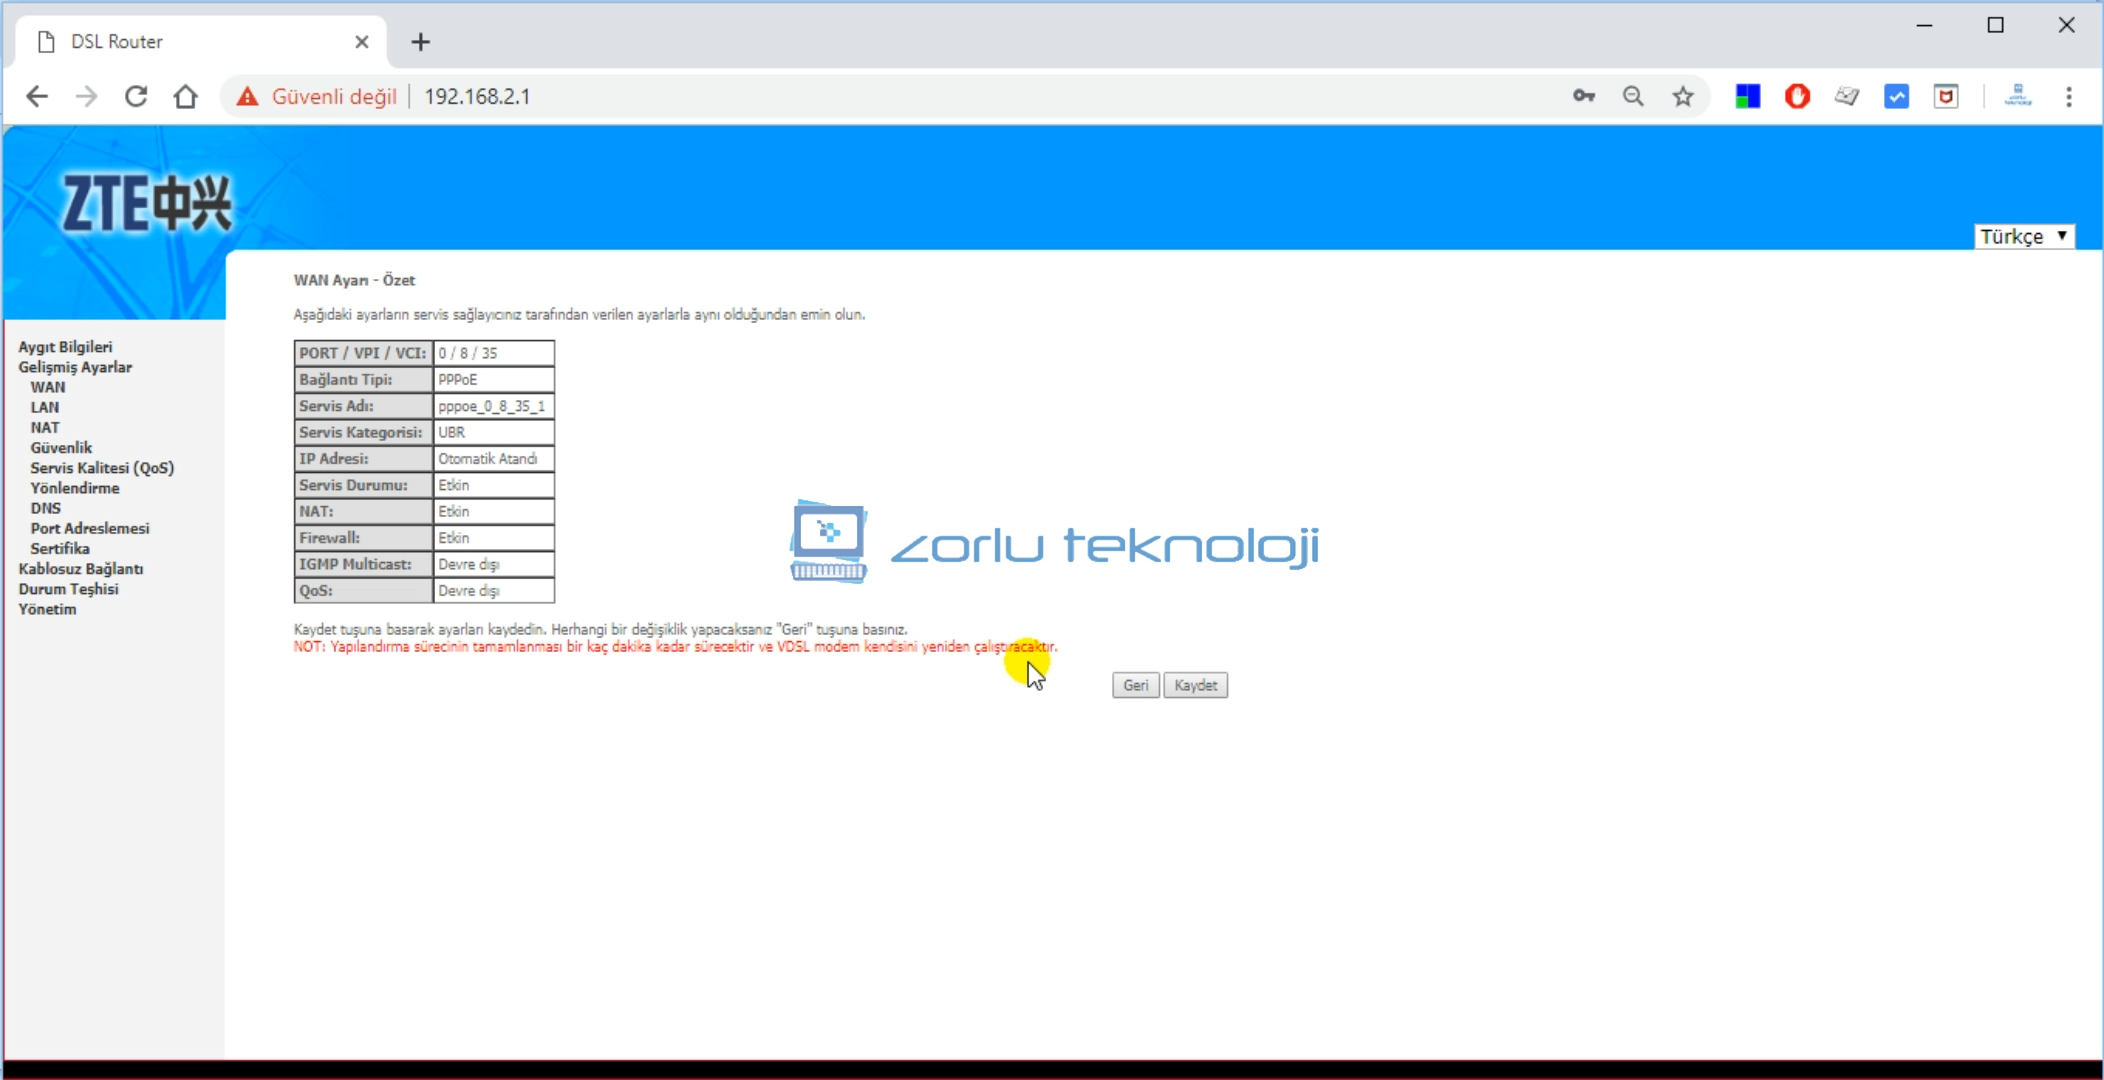 DSL Router
Güvenli değil 192.168.2.1
ZTE中兴
Türkçe
WAN Ayarı - Özet
Aşağıdaki ayarların servis sağlayıcınız tarafından verilen ayarlarla aynı olduğundan emin olun.
Aygıt Bilgileri
Gelişmiş Ayarlar
WAN
LAN
NAT
Güvenlik
Servis Kalitesi (QoS)
Yönlendirme
DNS
Port Adreslemesi
Sertifika
Kablosuz Bağlantı
Durum Teşhisi
Yönetim
PORT / VPI / VCI: 0 / 8 / 35
Bağlantı Tipi: PPPoE
Servis Adı: pppoe_0_8_35_1
Servis Kategorisi: UBR
IP Adresi: Otomatik Atandı
Servis Durumu: Etkin
NAT: Etkin
Firewall: Etkin
IGMP Multicast: Devre dışı
QoS: Devre dışı
zorlu teknoloji
Kaydet tuşuna basarak ayarları kaydedin. Herhangi bir değişiklik yapacaksanız "Geri" tuşuna basınız.
NOT: Yapılandırma sürecinin tamamlanması bir kaç dakika kadar sürecektir ve VDSL modem kendisini yeniden çalıştıracaktır.
Geri Kaydet